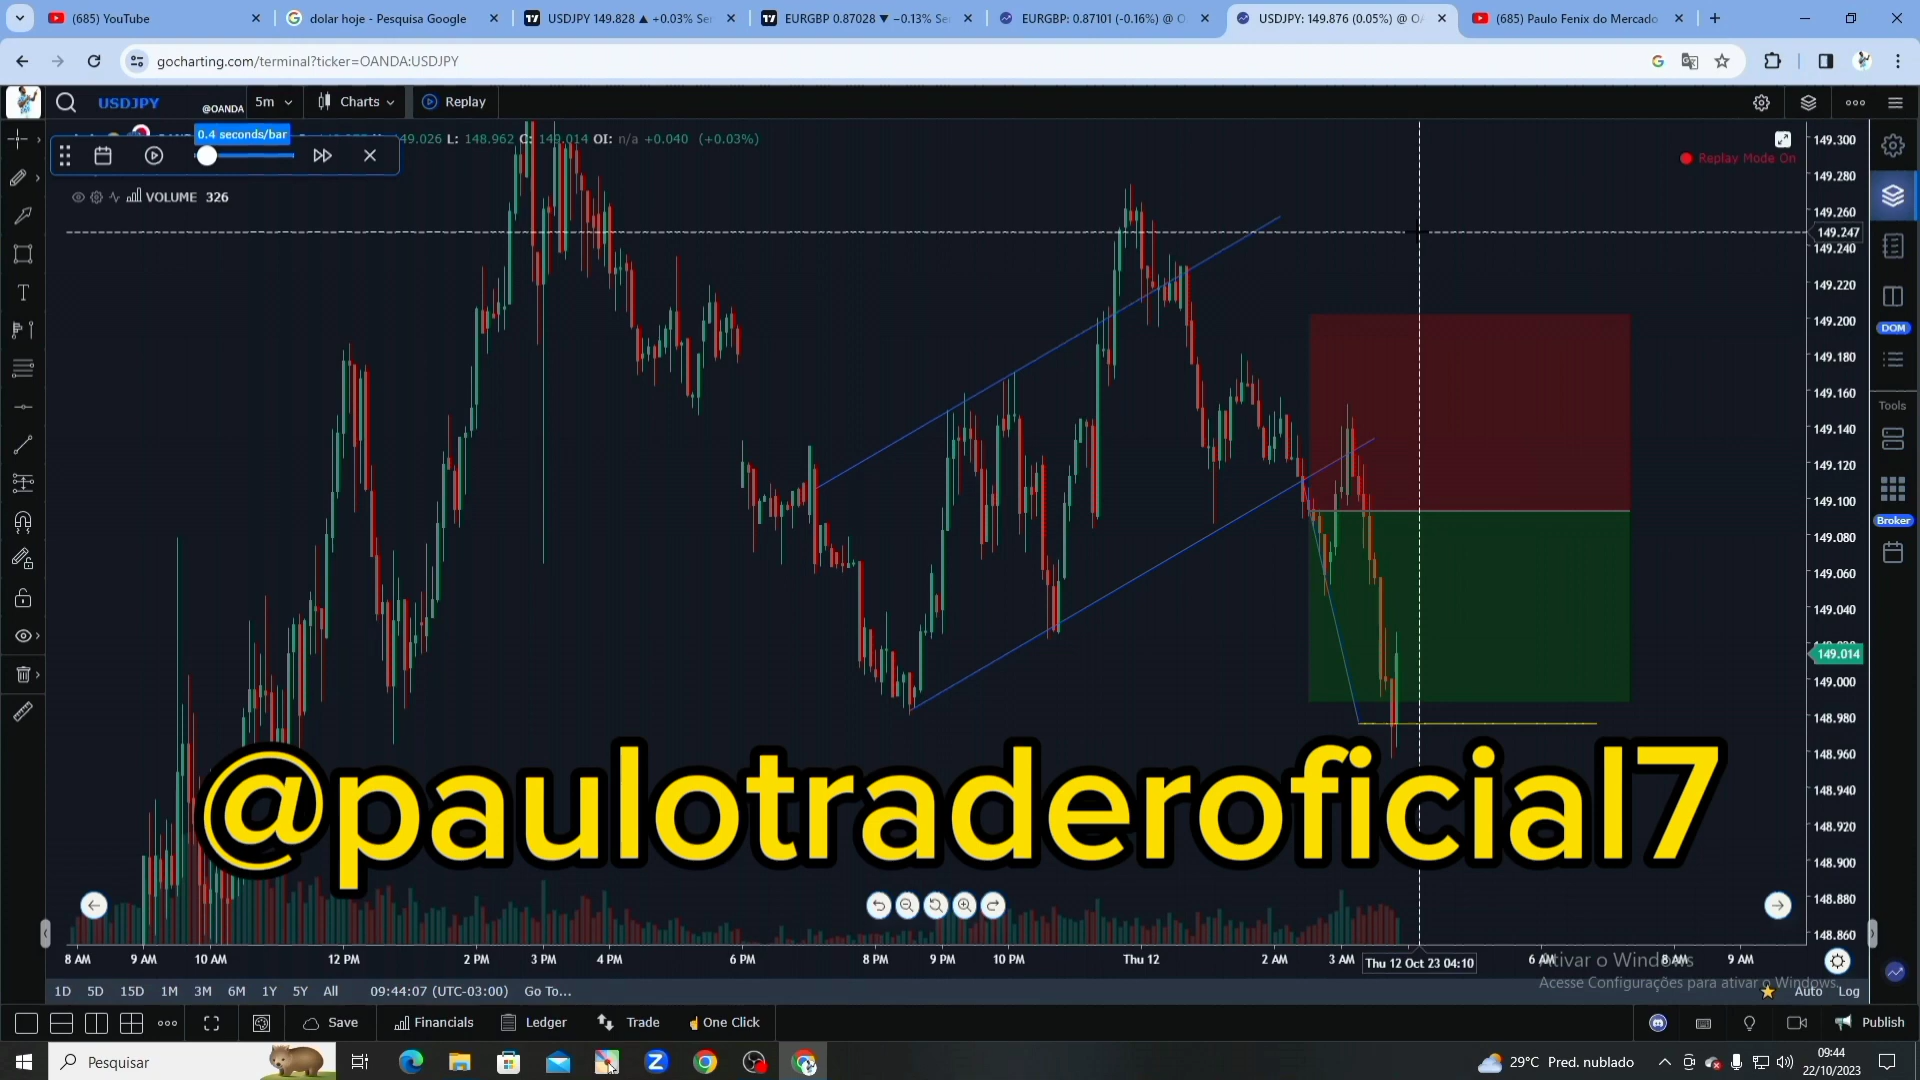 (685) YouTube
dolar hoje - Pesquisa Google
USDJPY 149.828 ▲ +0.03%
EURGBP 0.87028 ▼ −0.13%
EURGBP: 0.87101 (-0.16%) @ O
USDJPY: 149.876 (0.05%) @
(685) Paulo Fenix do Mercado
gocharting.com/terminal?ticker=OANDA:USDJPY
USDJPY @OANDA 5m Charts Replay
0.4 seconds/bar
149.026 L: 148.962 C: 149.014 OI: n/a +0.040 (+0.03%)
Replay Mode On
VOLUME 326
149.300
149.280
149.260
149.247
149.240
149.220
149.200
149.180
149.160
149.140
149.120
149.100
149.080
149.060
149.040
149.014
149.000
148.980
148.960
148.940
148.920
148.900
148.880
148.860
DOM
Tools
Broker
@paulotraderoficial7
8 AM 9 AM 10 AM 12 PM 2 PM 3 PM 4 PM 6 PM 8 PM 9 PM 10 PM Thu 12 2 AM 3 AM Thu 12 Oct 23 04:10 6 AM 8 AM 9 AM
Ativar o Windows
Acesse Configurações para ativar o Windows.
1D 5D 15D 1M 3M 6M 1Y 5Y All 09:44:07 (UTC-03:00) Go To... Auto Log
Save Financials Ledger Trade One Click Publish
Pesquisar
29°C Pred. nublado
09:44
22/10/2023